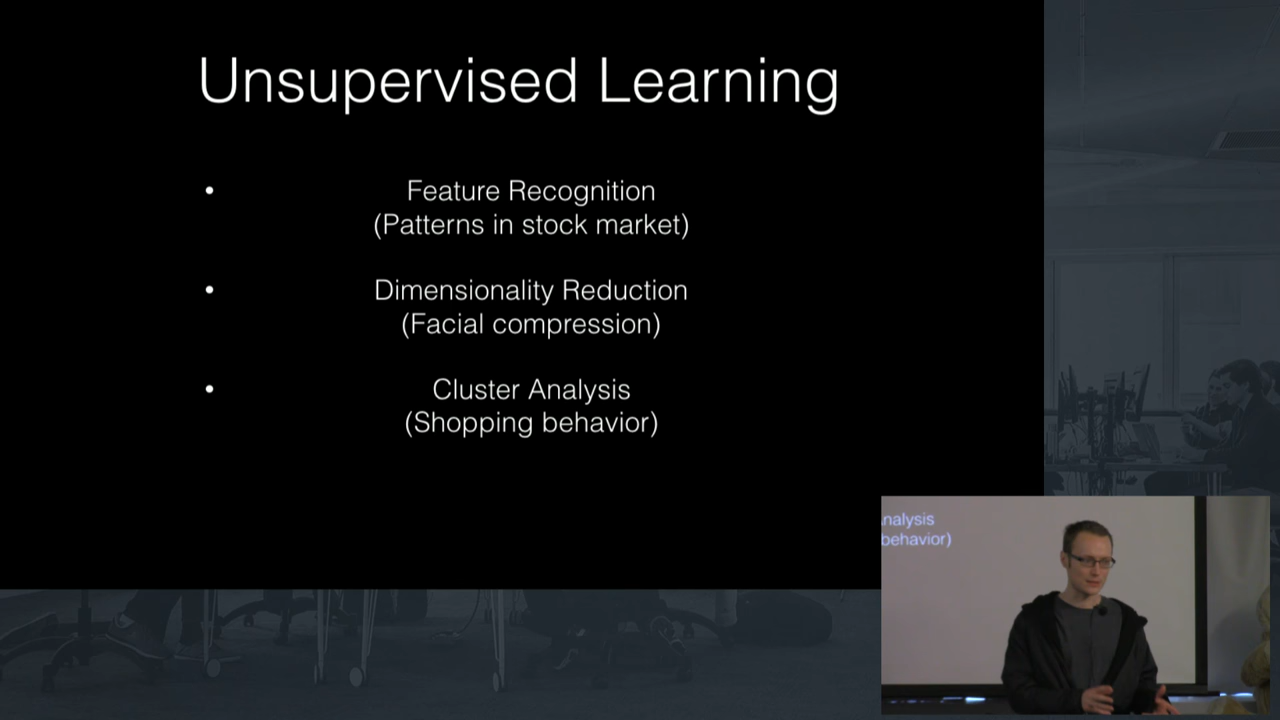 Unsupervised Learning
• Feature Recognition
(Patterns in stock market)
• Dimensionality Reduction
(Facial compression)
• Cluster Analysis
(Shopping behavior)
nalysis
behavior)